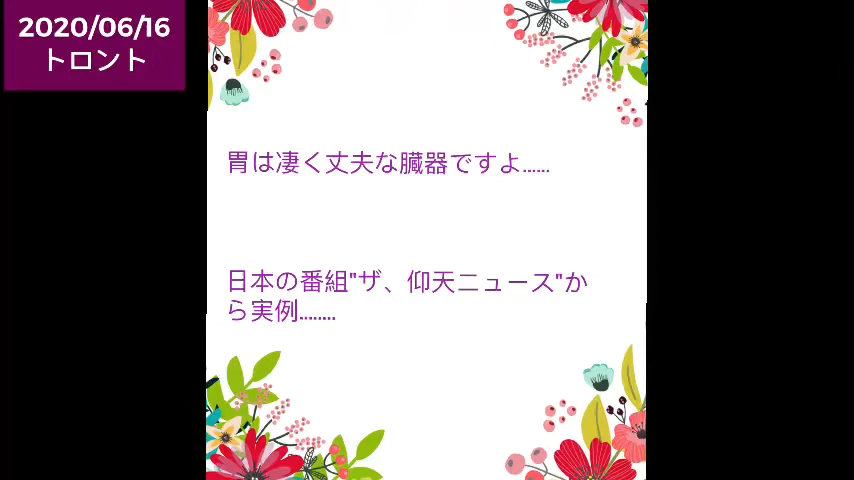 2020/06/16
トロント
胃は凄く丈夫な臓器ですよ……
日本の番組"ザ、仰天ニュース"か
ら実例........